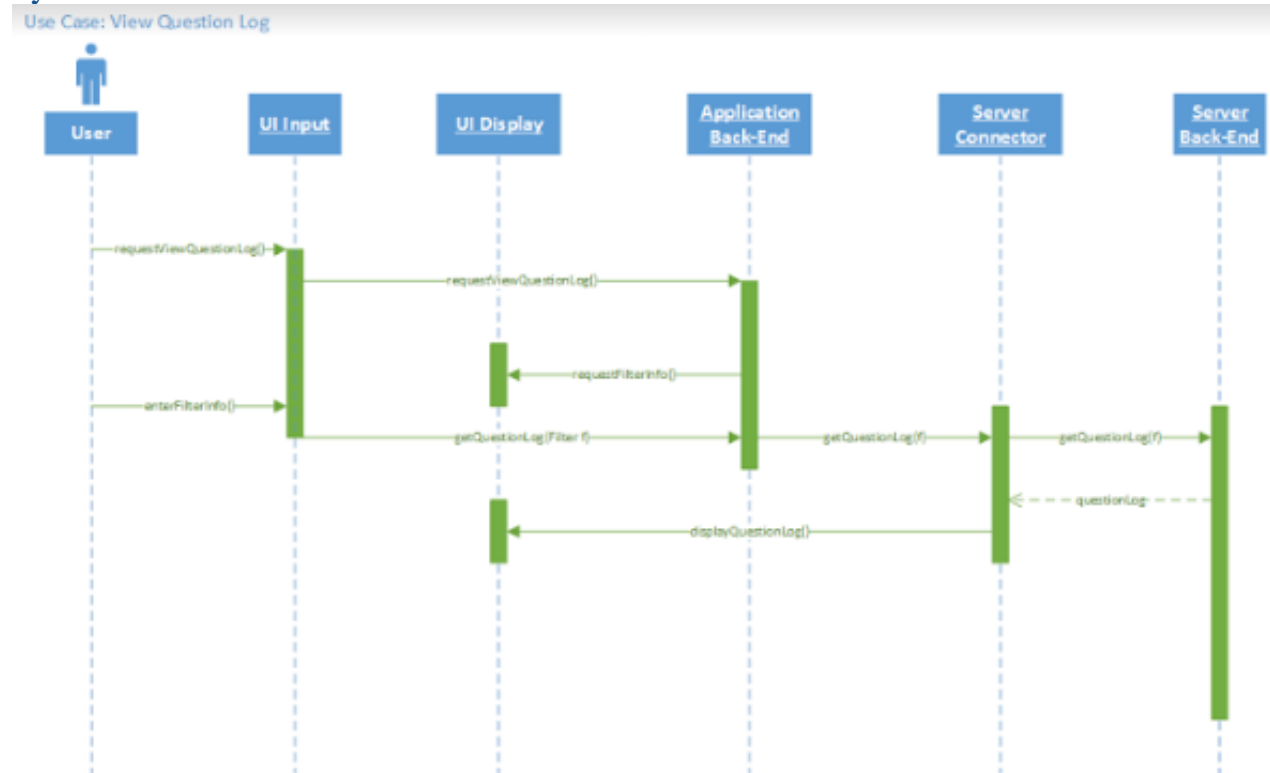 Use Case: View Question Log
User
UI Input
UI Display
Application
Back-End
Server
Connector
Server
Back-End
requestViewQuestionLog()
requestViewQuestionLog()
requestFilterInfo()
enterFilterInfo()
getQuestionLog(Filter f)
getQuestionLog(f)
getQuestionLog(f)
questionLog
displayQuestionLog()